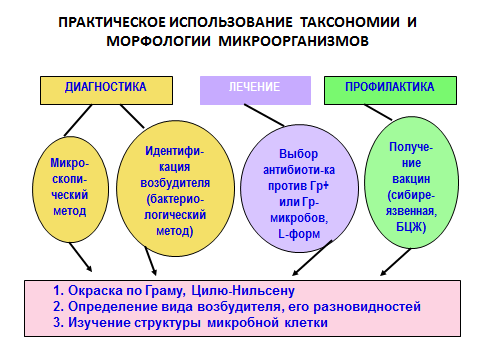 ПРАКТИЧЕСКОЕ ИСПОЛЬЗОВАНИЕ ТАКСОНОМИИ И
МОРФОЛОГИИ МИКРООРГАНИЗМОВ
ДИАГНОСТИКА
ЛЕЧЕНИЕ
ПРОФИЛАКТИКА
Микро-
скопи-
ческий
метод
Идентифи-
кация
возбудителя
(бактерио-
логический
метод)
Выбор
антибиоти-ка
против Гр+
или Гр-
микробов,
L-форм
Получе-
ние
вакцин
(сибире-
язвенная,
БЦЖ)
1. Окраска по Граму, Цилю-Нильсену
2. Определение вида возбудителя, его разновидностей
3. Изучение структуры микробной клетки